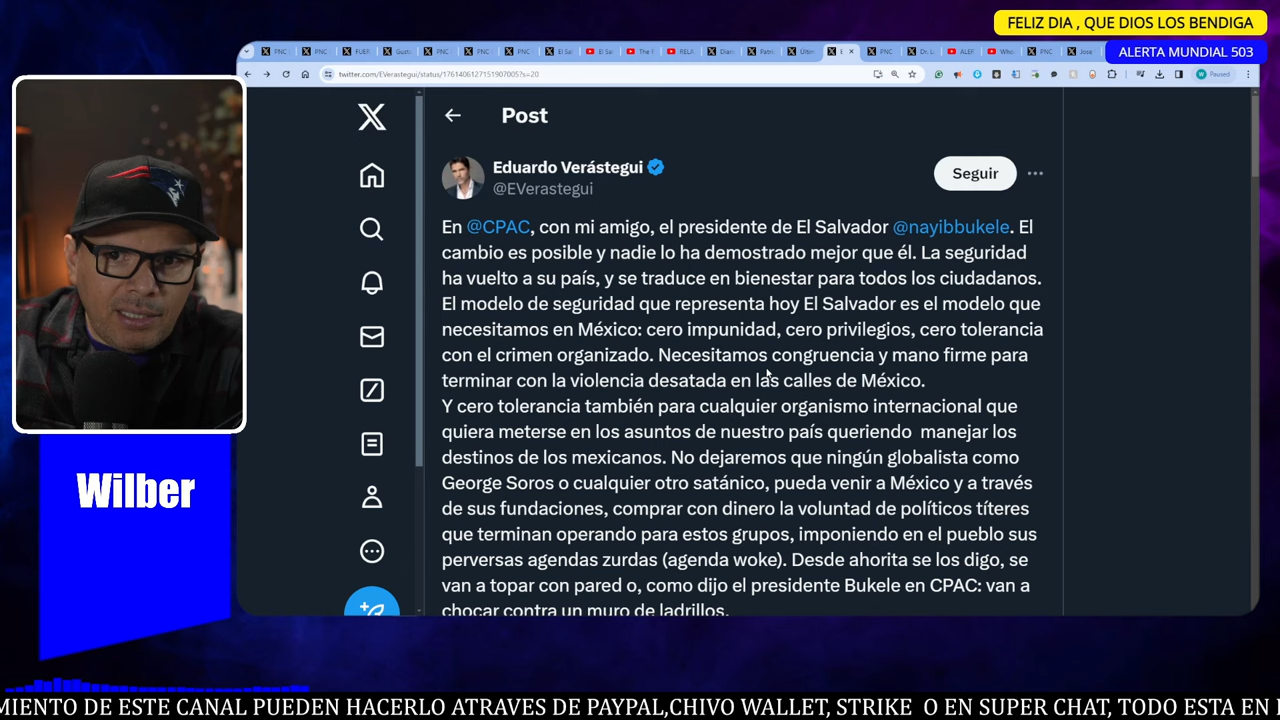 FELIZ DIA , QUE DIOS LOS BENDIGA
ALERTA MUNDIAL 503
twitter.com/EVerastegui/status/1761406127151907005?s=20
Paused
Post
Eduardo Verástegui
@EVerastegui
Seguir
En @CPAC, con mi amigo, el presidente de El Salvador @nayibbukele. El
cambio es posible y nadie lo ha demostrado mejor que él. La seguridad
ha vuelto a su país, y se traduce en bienestar para todos los ciudadanos.
El modelo de seguridad que representa hoy El Salvador es el modelo que
necesitamos en México: cero impunidad, cero privilegios, cero tolerancia
con el crimen organizado. Necesitamos congruencia y mano firme para
terminar con la violencia desatada en las calles de México.
Y cero tolerancia también para cualquier organismo internacional que
quiera meterse en los asuntos de nuestro país queriendo manejar los
destinos de los mexicanos. No dejaremos que ningún globalista como
George Soros o cualquier otro satánico, pueda venir a México y a través
de sus fundaciones, comprar con dinero la voluntad de políticos títeres
que terminan operando para estos grupos, imponiendo en el pueblo sus
perversas agendas zurdas (agenda woke). Desde ahorita se los digo, se
van a topar con pared o, como dijo el presidente Bukele en CPAC: van a
chocar contra un muro de ladrillos.
Wilber
MIENTO DE ESTE CANAL PUEDEN HACERLO ATRAVES DE PAYPAL,CHIVO WALLET, STRIKE O EN SUPER CHAT, TODO ESTA EN